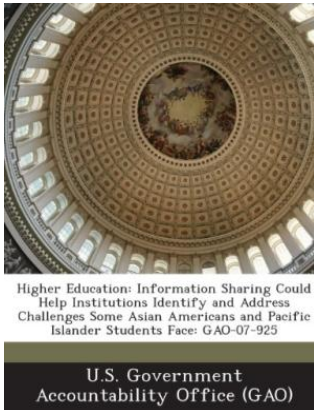 Higher Education: Information Sharing Could
Help Institutions Identify and Address
Challenges Some Asian Americans and Pacific
Islander Students Face: GAO-07-925
U.S. Government
Accountability Office (GAO)